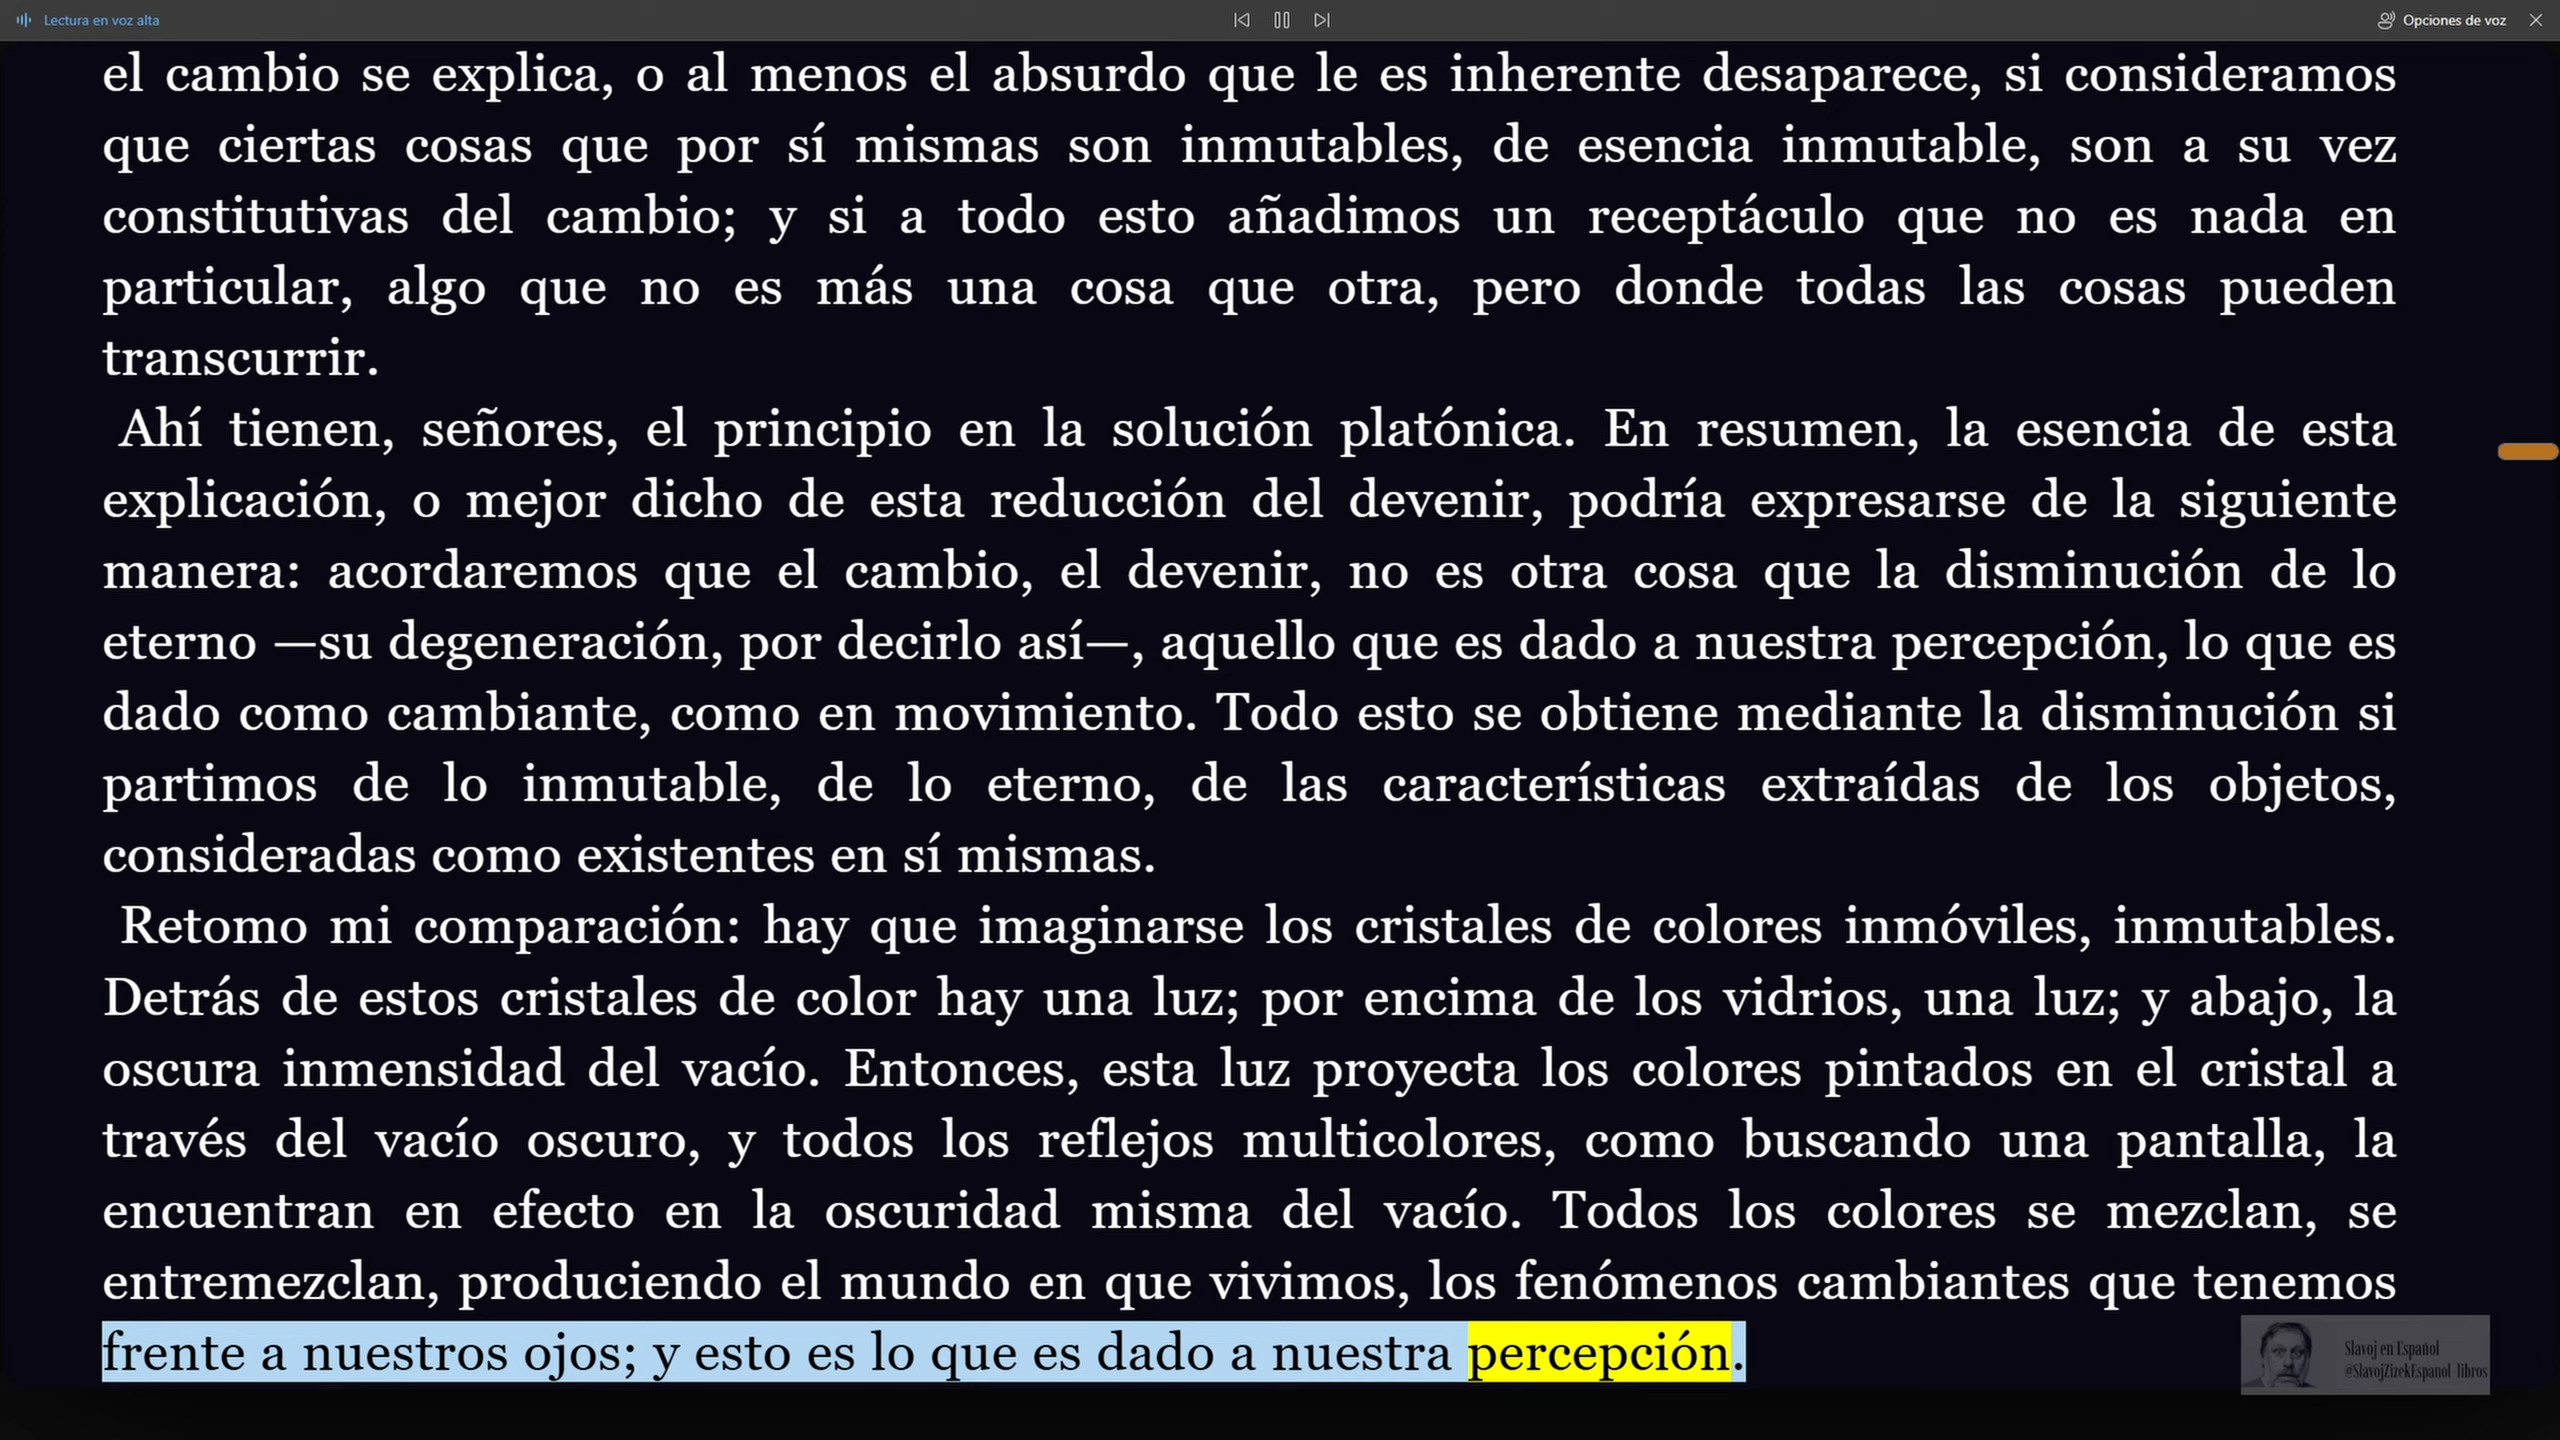 Lectura en voz alta
Opciones de voz
el cambio se explica, o al menos el absurdo que le es inherente desaparece, si consideramos
que ciertas cosas que por sí mismas son inmutables, de esencia inmutable, son a su vez
constitutivas del cambio; y si a todo esto añadimos un receptáculo que no es nada en
particular, algo que no es más una cosa que otra, pero donde todas las cosas pueden
transcurrir.
Ahí tienen, señores, el principio en la solución platónica. En resumen, la esencia de esta
explicación, o mejor dicho de esta reducción del devenir, podría expresarse de la siguiente
manera: acordaremos que el cambio, el devenir, no es otra cosa que la disminución de lo
eterno —su degeneración, por decirlo así—, aquello que es dado a nuestra percepción, lo que es
dado como cambiante, como en movimiento. Todo esto se obtiene mediante la disminución si
partimos de lo inmutable, de lo eterno, de las características extraídas de los objetos,
consideradas como existentes en sí mismas.
Retomo mi comparación: hay que imaginarse los cristales de colores inmóviles, inmutables.
Detrás de estos cristales de color hay una luz; por encima de los vidrios, una luz; y abajo, la
oscura inmensidad del vacío. Entonces, esta luz proyecta los colores pintados en el cristal a
través del vacío oscuro, y todos los reflejos multicolores, como buscando una pantalla, la
encuentran en efecto en la oscuridad misma del vacío. Todos los colores se mezclan, se
entremezclan, produciendo el mundo en que vivimos, los fenómenos cambiantes que tenemos
frente a nuestros ojos; y esto es lo que es dado a nuestra percepción.
Slavoj en Español
@SlavojZizekEspanol-libros